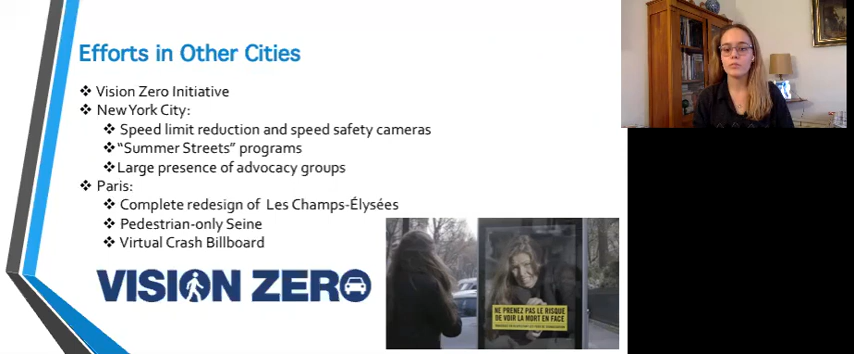 Efforts in Other Cities
Vision Zero Initiative
New York City:
Speed limit reduction and speed safety cameras
“Summer Streets” programs
Large presence of advocacy groups
Paris:
Complete redesign of Les Champs-Élysées
Pedestrian-only Seine
Virtual Crash Billboard
VISION ZERO
NE PRENEZ PAS LE RISQUE
DE VOIR LA MORT EN FACE